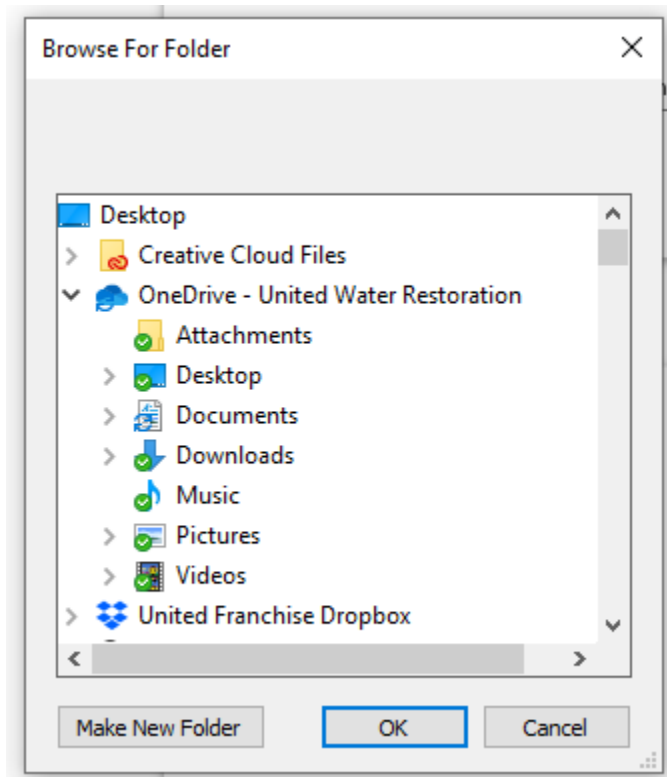 Browse For Folder
Desktop
Creative Cloud Files
OneDrive - United Water Restoration
Attachments
Desktop
Documents
Downloads
Music
Pictures
Videos
United Franchise Dropbox
Make New Folder
OK
Cancel